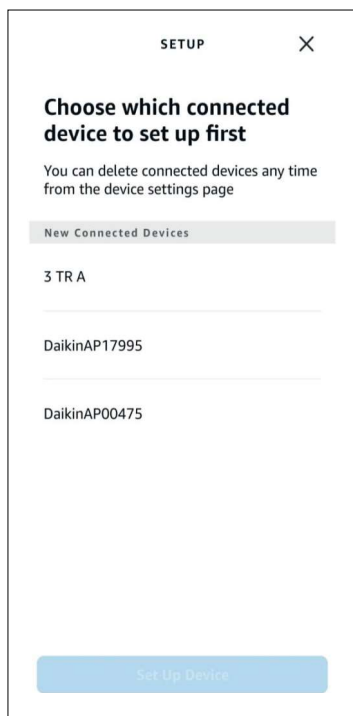 SETUP
Choose which connected
device to set up first
You can delete connected devices any time
from the device settings page
New Connected Devices
3 TR A
DaikinAP17995
DaikinAP00475
Set Up Device